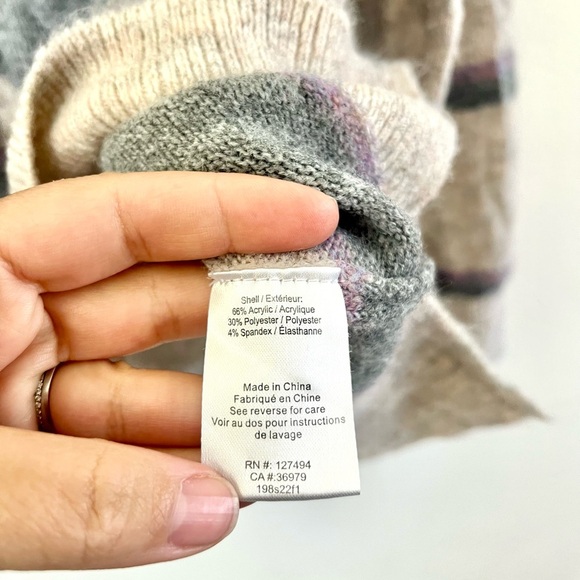 Shell / Extérieur:
66% Acrylic / Acrylique
30% Polyester / Polyester
4% Spandex / Élasthanne
Made in China
Fabriqué en Chine
See reverse for care
Voir au dos pour instructions
de lavage
RN #: 127494
CA #:36979
198s22f1